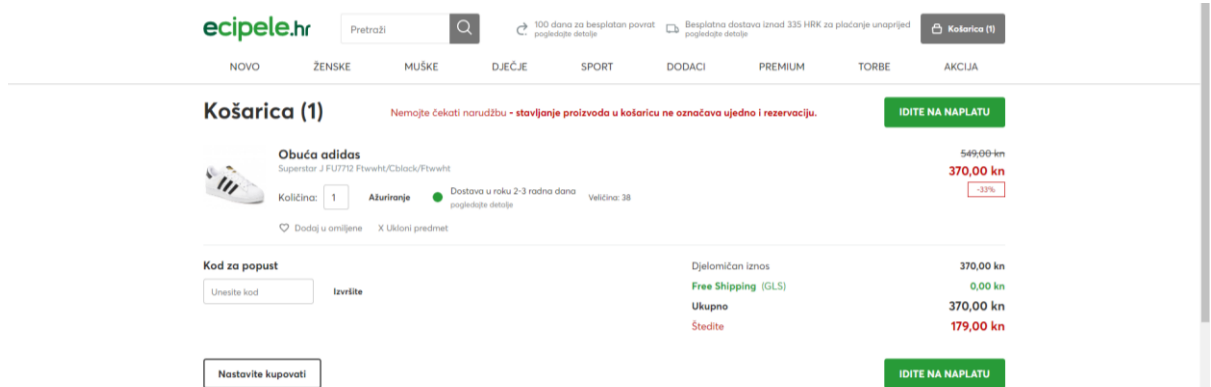 ecipele.hr
Pretraži
100 dana za besplatan povrat
pogledajte detalje
Besplatna dostava iznad 335 HRK za plaćanje unaprijed
pogledajte detalje
Košarica (1)
NOVO ŽENSKE MUŠKE DJEČJE SPORT DODACI PREMIUM TORBE AKCIJA
Košarica (1)
Nemojte čekati narudžbu - stavljanje proizvoda u košaricu ne označava ujedno i rezervaciju.
IDITE NA NAPLATU
Obuća adidas
Superstar J FU7712 Ftwwht/Cblack/Ftwwht
549,00 kn
370,00 kn
-33%
Količina: 1 Ažuriranje
Dostava u roku 2-3 radna dana
pogledajte detolje
Veličina: 38
Dodaj u omiljene X Ukloni predmet
Kod za popust
Unesite kod Izvršite
Djelomičan iznos 370,00 kn
Free Shipping (GLS) 0,00 kn
Ukupno 370,00 kn
Štedite 179,00 kn
Nastavite kupovati
IDITE NA NAPLATU